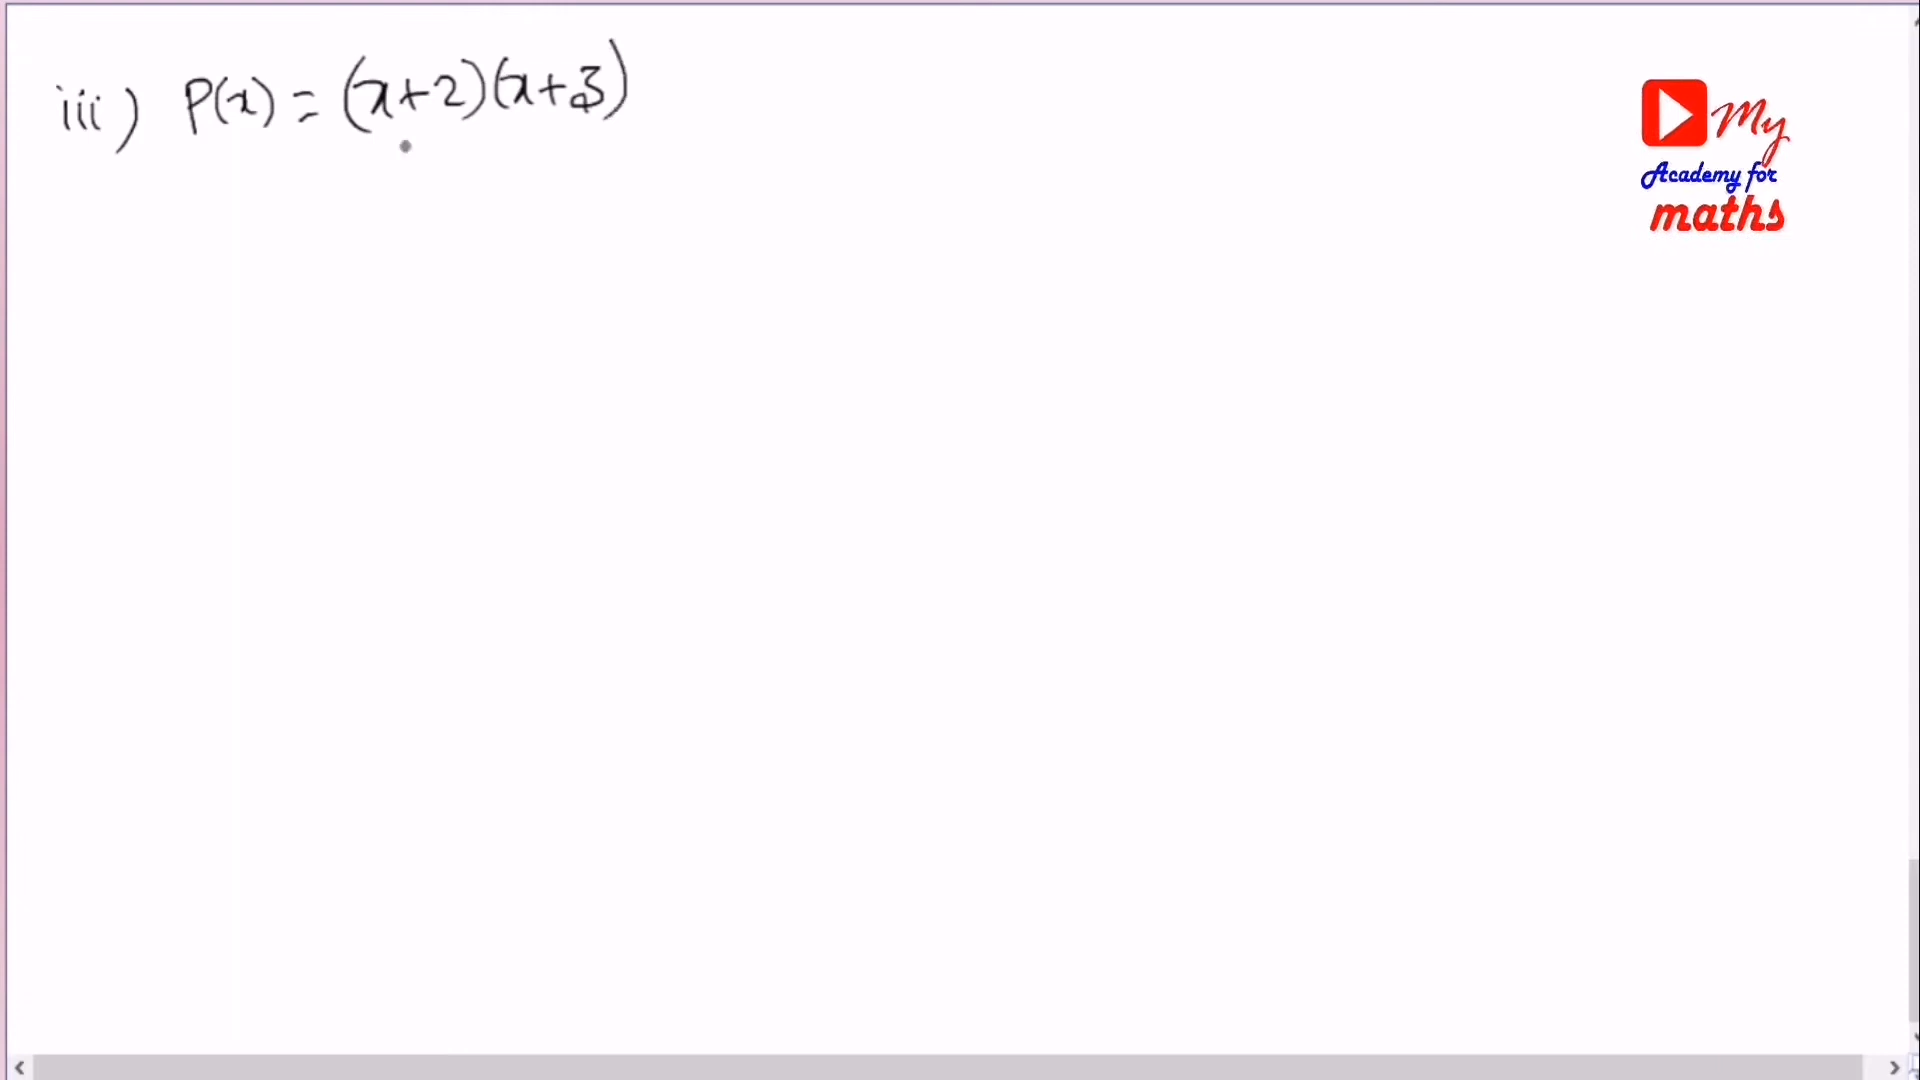 iii) P(x) = (x+2)(x+3)
My
Academy for
maths